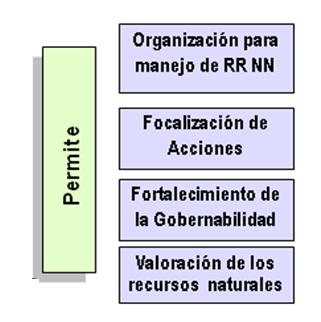 Permite
Organización para
manejo de RR NN
Focalización de
Acciones
Fortalecimiento de
la Gobernabilidad
Valoración de los
recursos naturales